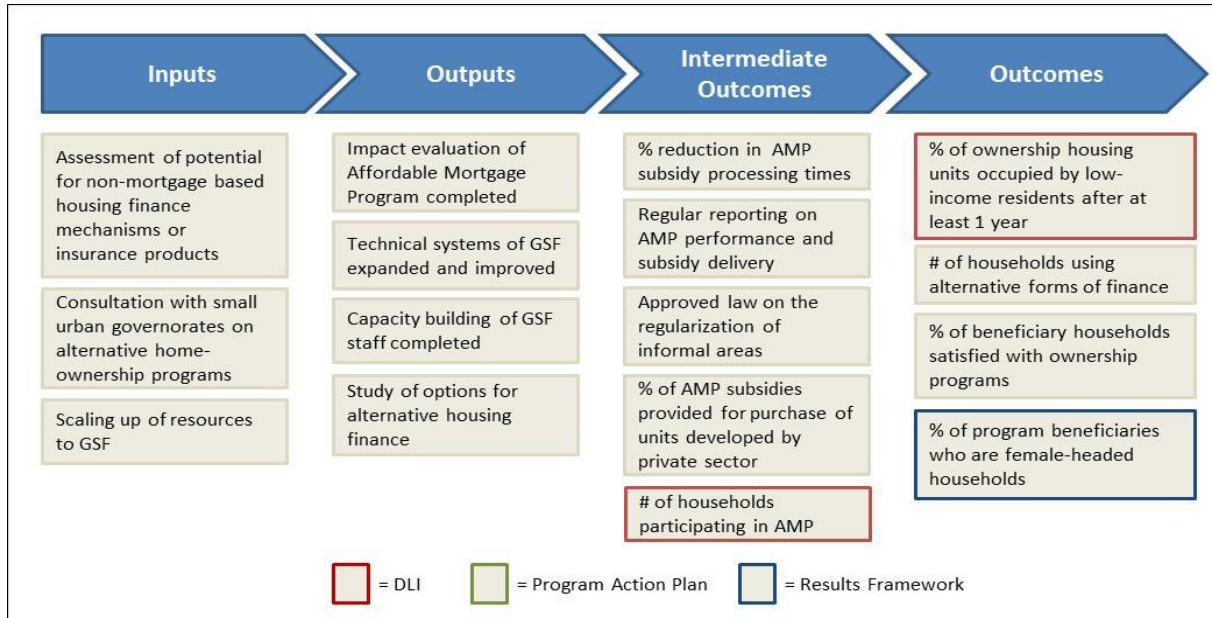 Inputs
Outputs
Intermediate
Outcomes
Outcomes
Assessment of potential
for non-mortgage based
housing finance
mechanisms or
insurance products
Consultation with small
urban governorates on
alternative home-
ownership programs
Scaling up of resources
to GSF
Impact evaluation of
Affordable Mortgage
Program completed
Technical systems of GSF
expanded and improved
Capacity building of GSF
staff completed
Study of options for
alternative housing
finance
% reduction in AMP
subsidy processing times
Regular reporting on
AMP performance and
subsidy delivery
Approved law on the
regularization of
informal areas
% of AMP subsidies
provided for purchase of
units developed by
private sector
# of households
participating in AMP
% of ownership housing
units occupied by low-
income residents after at
least 1 year
# of households using
alternative forms of finance
% of beneficiary households
satisfied with ownership
programs
% of program beneficiaries
who are female-headed
households
= DLI
= Program Action Plan
= Results Framework